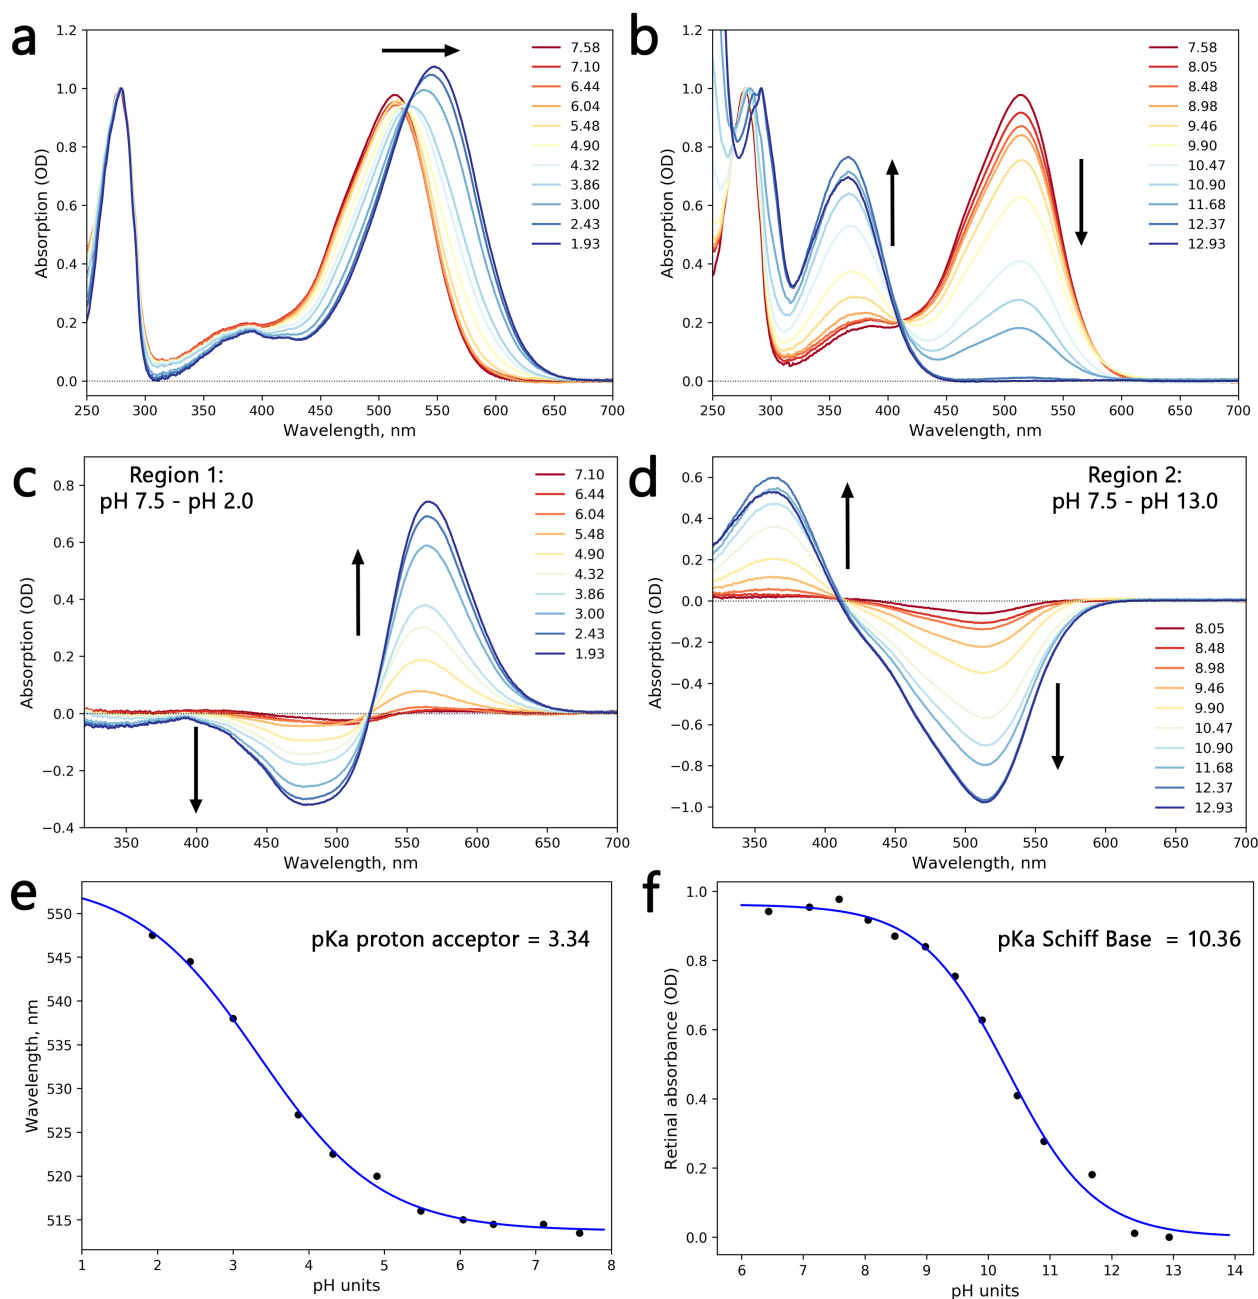 a
1.2
1.0
0.8
0.6
0.4
0.2
0.0
Absorption (OD)
250 300 350 400 450 500 550 600 650 700
Wavelength, nm
7.58
7.10
6.44
6.04
5.48
4.90
4.32
3.86
3.00
2.43
1.93
b
1.2
1.0
0.8
0.6
0.4
0.2
0.0
Absorption (OD)
250 300 350 400 450 500 550 600 650 700
Wavelength, nm
7.58
8.05
8.48
8.98
9.46
9.90
10.47
10.90
11.68
12.37
12.93
c
Region 1:
pH 7.5 - pH 2.0
0.8
0.6
0.4
0.2
0.0
−0.2
−0.4
Absorption (OD)
350 400 450 500 550 600 650 700
Wavelength, nm
7.10
6.44
6.04
5.48
4.90
4.32
3.86
3.00
2.43
1.93
d
Region 2:
pH 7.5 - pH 13.0
0.6
0.4
0.2
0.0
−0.2
−0.4
−0.6
−0.8
−1.0
Absorption (OD)
350 400 450 500 550 600 650 700
Wavelength, nm
8.05
8.48
8.98
9.46
9.90
10.47
10.90
11.68
12.37
12.93
e
pKa proton acceptor = 3.34
550
545
540
535
530
525
520
515
Wavelength, nm
1 2 3 4 5 6 7 8
pH units
f
pKa Schiff Base = 10.36
1.0
0.8
0.6
0.4
0.2
0.0
Retinal absorbance (OD)
6 7 8 9 10 11 12 13 14
pH units